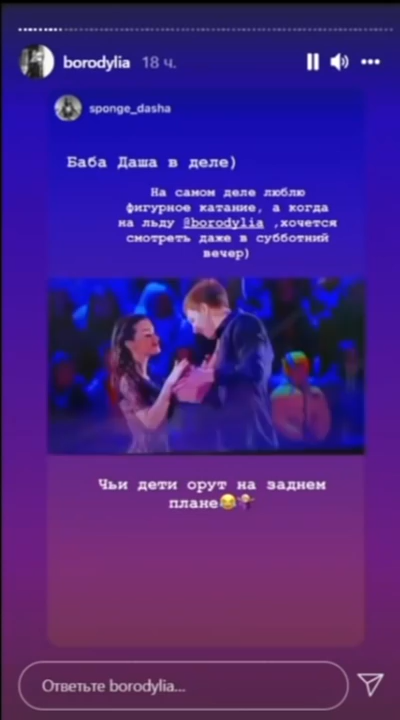 borodylia 18 ч.
sponge_dasha
Баба Даша в деле)
На самом деле люблю
фигурное катание, а когда
на льду @borodylia ,хочется
смотреть даже в субботний
вечер)
Чьи дети орут на заднем
плане😂🤷‍♀️
Ответьте borodylia...